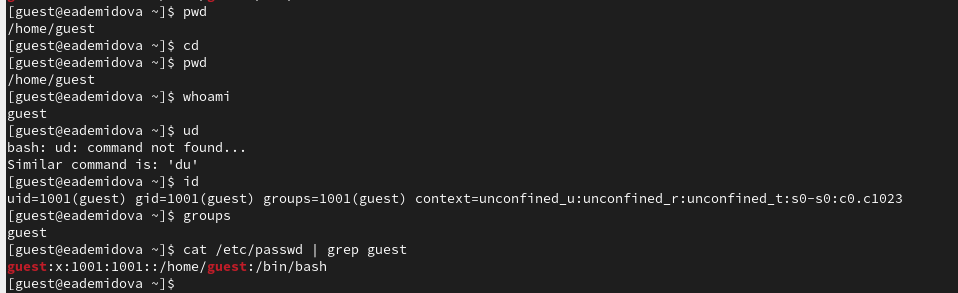 [guest@eademidova ~]$ pwd
/home/guest
[guest@eademidova ~]$ cd
[guest@eademidova ~]$ pwd
/home/guest
[guest@eademidova ~]$ whoami
guest
[guest@eademidova ~]$ ud
bash: ud: command not found...
Similar command is: 'du'
[guest@eademidova ~]$ id
uid=1001(guest) gid=1001(guest) groups=1001(guest) context=unconfined_u:unconfined_r:unconfined_t:s0-s0:c0.c1023
[guest@eademidova ~]$ groups
guest
[guest@eademidova ~]$ cat /etc/passwd | grep guest
guest:x:1001:1001::/home/guest:/bin/bash
[guest@eademidova ~]$